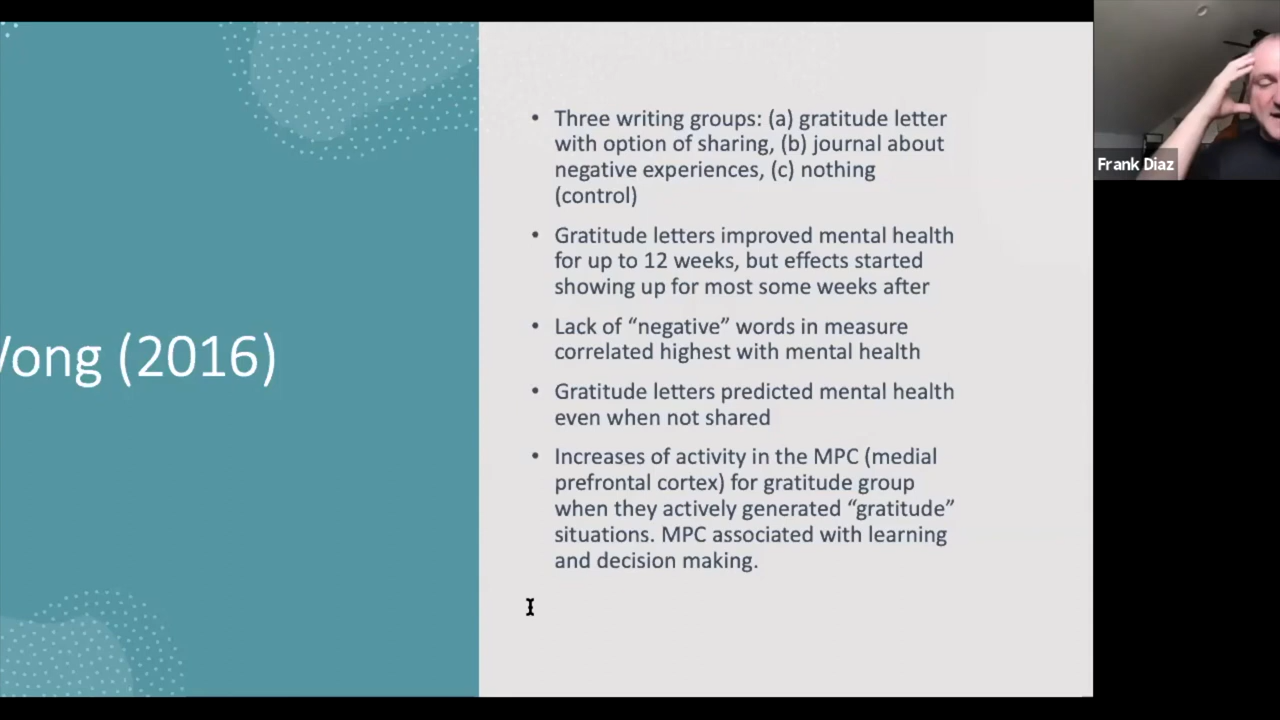 Wong (2016)
• Three writing groups: (a) gratitude letter
with option of sharing, (b) journal about
negative experiences, (c) nothing
(control)
• Gratitude letters improved mental health
for up to 12 weeks, but effects started
showing up for most some weeks after
• Lack of “negative” words in measure
correlated highest with mental health
• Gratitude letters predicted mental health
even when not shared
• Increases of activity in the MPC (medial
prefrontal cortex) for gratitude group
when they actively generated “gratitude”
situations. MPC associated with learning
and decision making.
Frank Diaz